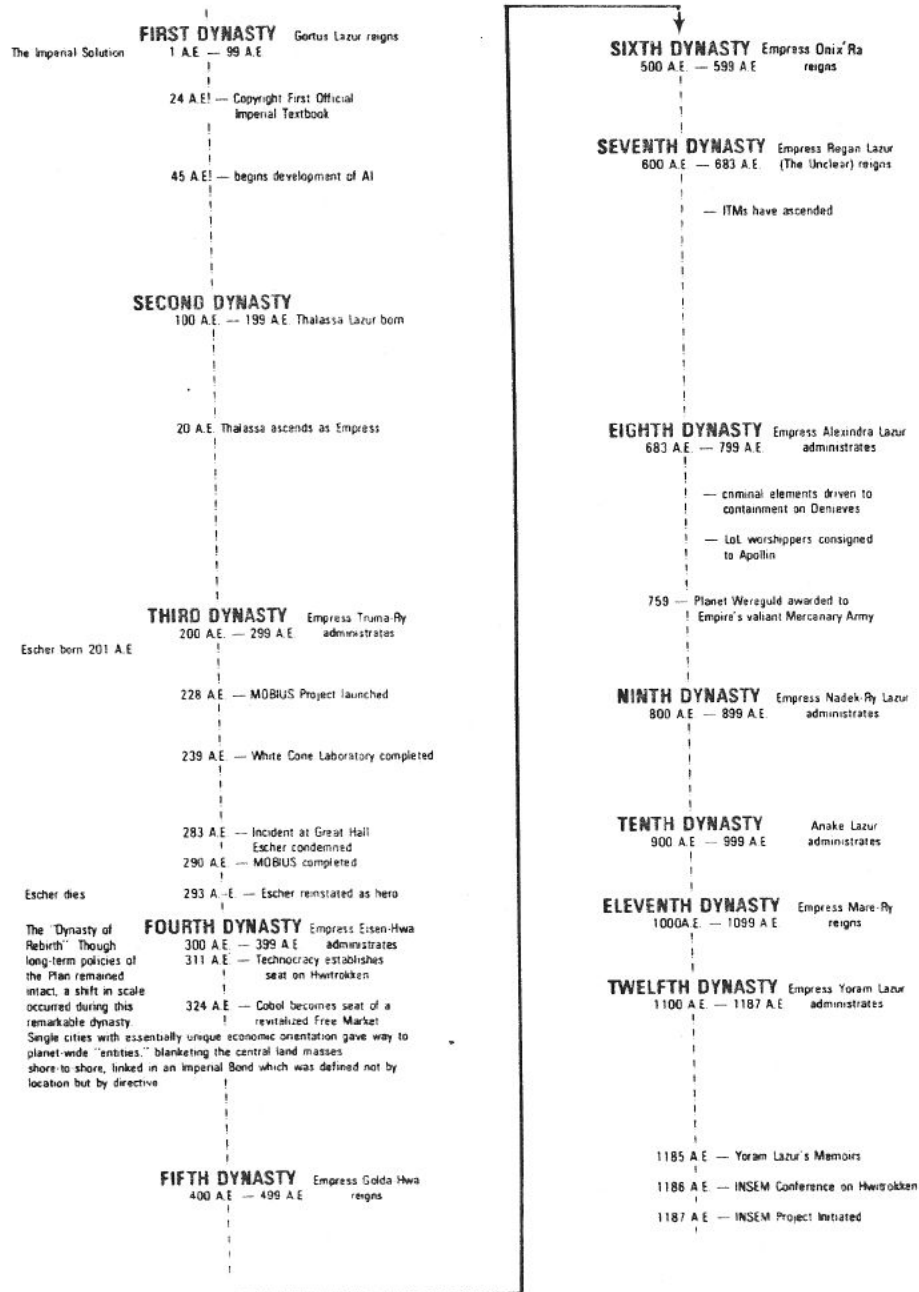 FIRST DYNASTY Gortus Lazur reigns
The Imperial Solution 1 A.E. — 99 A.E
24 A.E! — Copyright First Official
Imperial Textbook
45 A.E! — begins development of AI
SECOND DYNASTY
100 A.E. — 199 A.E. Thalassa Lazur born
20 A.E. Thalassa ascends as Empress
THIRD DYNASTY Empress Truma-Ry
200 A.E. — 299 A.E. administrates
Escher born 201 A.E
228 A.E. — MOBIUS Project launched
239 A.E. — White Cone Laboratory completed
283 A.E — Incident at Great Hall
Escher condemned
290 A.E. — MOBIUS completed
Escher dies 293 A.-E. — Escher reinstated as hero
The "Dynasty of FOURTH DYNASTY Empress Eisen-Hwa
Rebirth" Though 300 A.E. — 399 A.E administrates
long-term policies of 311 A.E — Technocracy establishes
the Plan remained seat on Hwitrokken
intact, a shift in scale
occurred during this 324 A.E — Cobol becomes seat of a
remarkable dynasty. revitalized Free Market
Single cities with essentially unique economic orientation gave way to
planet-wide "entities," blanketing the central land masses
shore-to shore, linked in an Imperial Bond which was defined not by
location but by directive
FIFTH DYNASTY Empress Golda Hwa
400 A.E — 499 A.E reigns
SIXTH DYNASTY Empress Onix'Ra
500 A.E. — 599 A.E reigns
SEVENTH DYNASTY Empress Regan Lazur
600 A.E. — 683 A.E. (The Unclear) reigns
— ITMs have ascended
EIGHTH DYNASTY Empress Alexindra Lazur
683 A.E. — 799 A.E. administrates
— criminal elements driven to
containment on Denieves
— LoL worshippers consigned
to Apollin
759 — Planet Wereguld awarded to
Empire's valiant Mercanary Army
NINTH DYNASTY Empress Nadek-Ry Lazur
800 A.E — 899 A.E. administrates
TENTH DYNASTY Anake Lazur
900 A.E. — 999 A.E administrates
ELEVENTH DYNASTY Empress Mare-Ry
1000A.E. — 1099 A.E reigns
TWELFTH DYNASTY Empress Yoram Lazur
1100 A.E. — 1187 A.E administrates
1185 A.E — Yoram Lazur's Memoirs
1186 A.E. — INSEM Conference on Hwitrokken
1187 A.E — INSEM Project Initiated